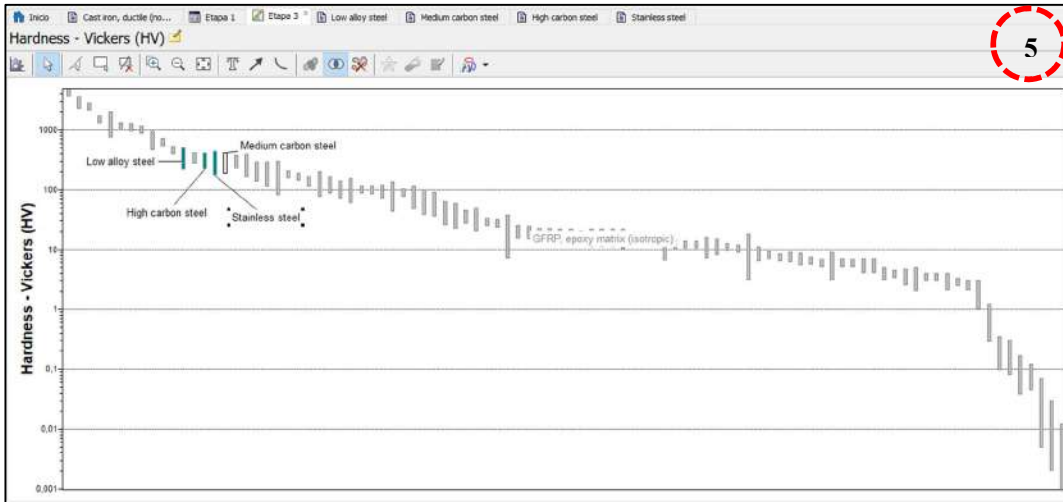 Inicio Cast iron, ductile (no... Etapa 1 Etapa 3 Low alloy steel Medium carbon steel High carbon steel Stainless steel
Hardness - Vickers (HV)
5
Hardness - Vickers (HV)
1000
100
10
1
0,1
0,01
0,001
Medium carbon steel
Low alloy steel
High carbon steel
Stainless steel
GFRP, epoxy matrix (isotropic)